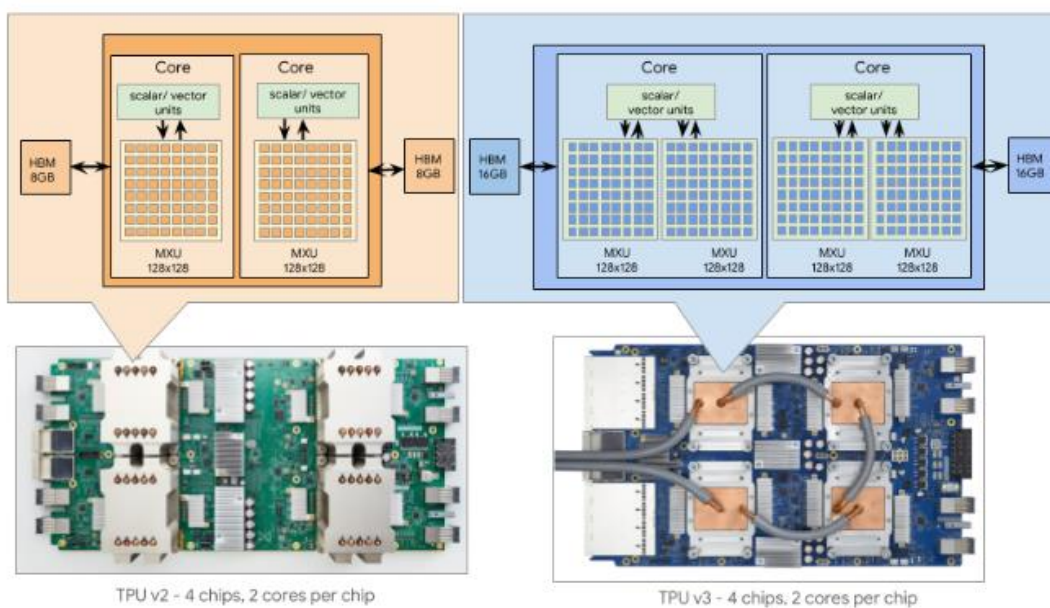 Core
scalar/ vector
units
Core
scalar/ vector
units
HBM
8GB
HBM
8GB
MXU
128x128
MXU
128x128
Core
scalar/
vector units
Core
scalar/
vector units
HBM
16GB
HBM
16GB
MXU
128x128
MXU
128x128
MXU
128x128
MXU
128x128
TPU v2 - 4 chips, 2 cores per chip
TPU v3 - 4 chips, 2 cores per chip